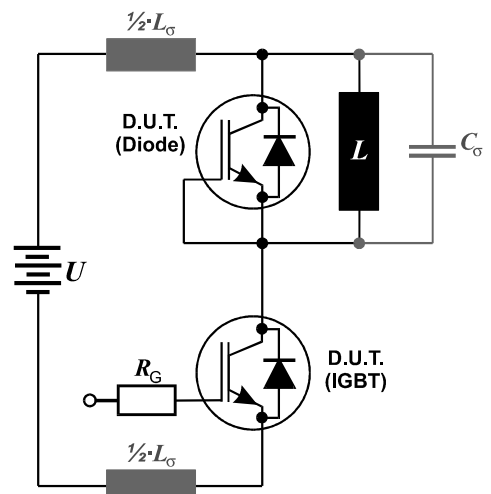 ½·Lσ
D.U.T.
(Diode)
L
Cσ
U
RG
D.U.T.
(IGBT)
½·Lσ